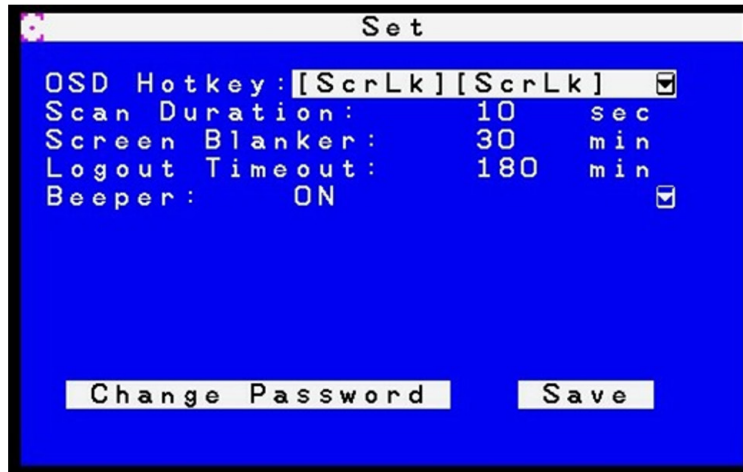 Set
OSD Hotkey: [ScrLk][ScrLk]
Scan Duration: 10 sec
Screen Blanker: 30 min
Logout Timeout: 180 min
Beeper: ON
Change Password Save